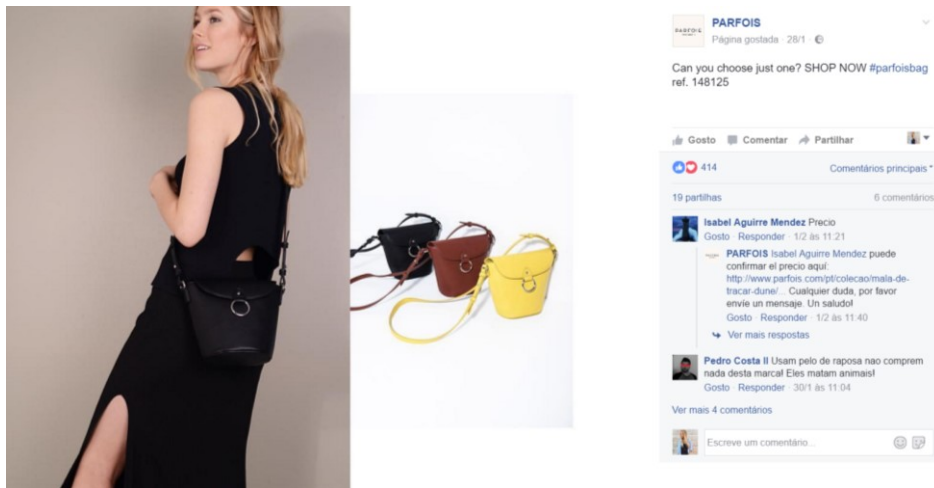 PARFOIS
PARFOIS
Página gostada · 28/1 ·
Can you choose just one? SHOP NOW #parfoisbag
ref. 148125
Gosto Comentar Partilhar
414 Comentários principais
19 partilhas 6 comentários
Isabel Aguirre Mendez Precio
Gosto · Responder · 1/2 às 11:21
PARFOIS Isabel Aguirre Mendez puede
confirmar el precio aquí:
http://www.parfois.com/pt/colecao/mala-de-
tracar-dune/... Cualquier duda, por favor
envíe un mensaje. Un saludo!
Gosto · Responder · 1/2 às 11:40
Ver mais respostas
Pedro Costa II Usam pelo de raposa nao comprem
nada desta marca! Eles matam animais!
Gosto · Responder · 30/1 às 11:04
Ver mais 4 comentários
Escreve um comentário...